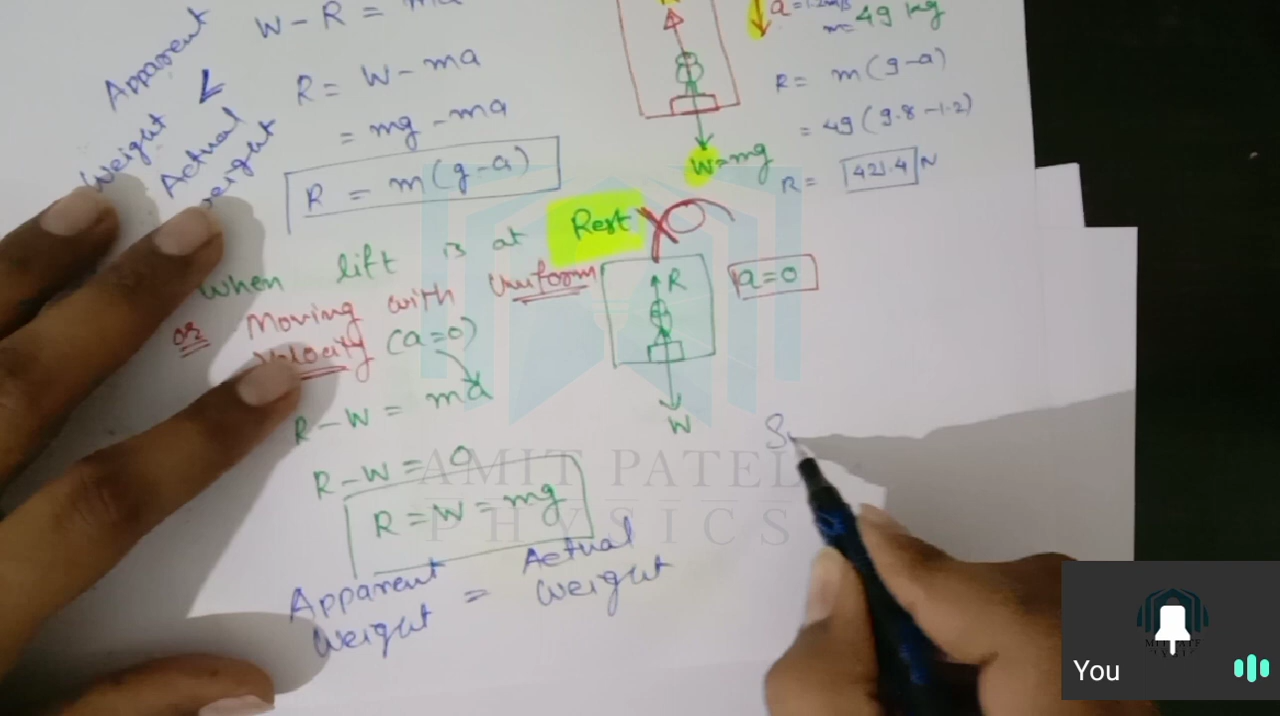 W - R = ma
R = W - ma
= mg - ma
R = m(g-a)
Apparent
Weight
<
Actual
weight
a = 1.2 m/s
m = 49 kg
R = m(g-a)
= 49(9.8-1.2)
R = 421.4 N
W = mg
When lift is at Rest
or Moving with Uniform
Velocity (a=0)
R
a = 0
W
R - W = ma
R - W = 0
R = W = mg
Apparent
Weight
=
Actual
Weight
AMIT PATEL
PHYSICS
You